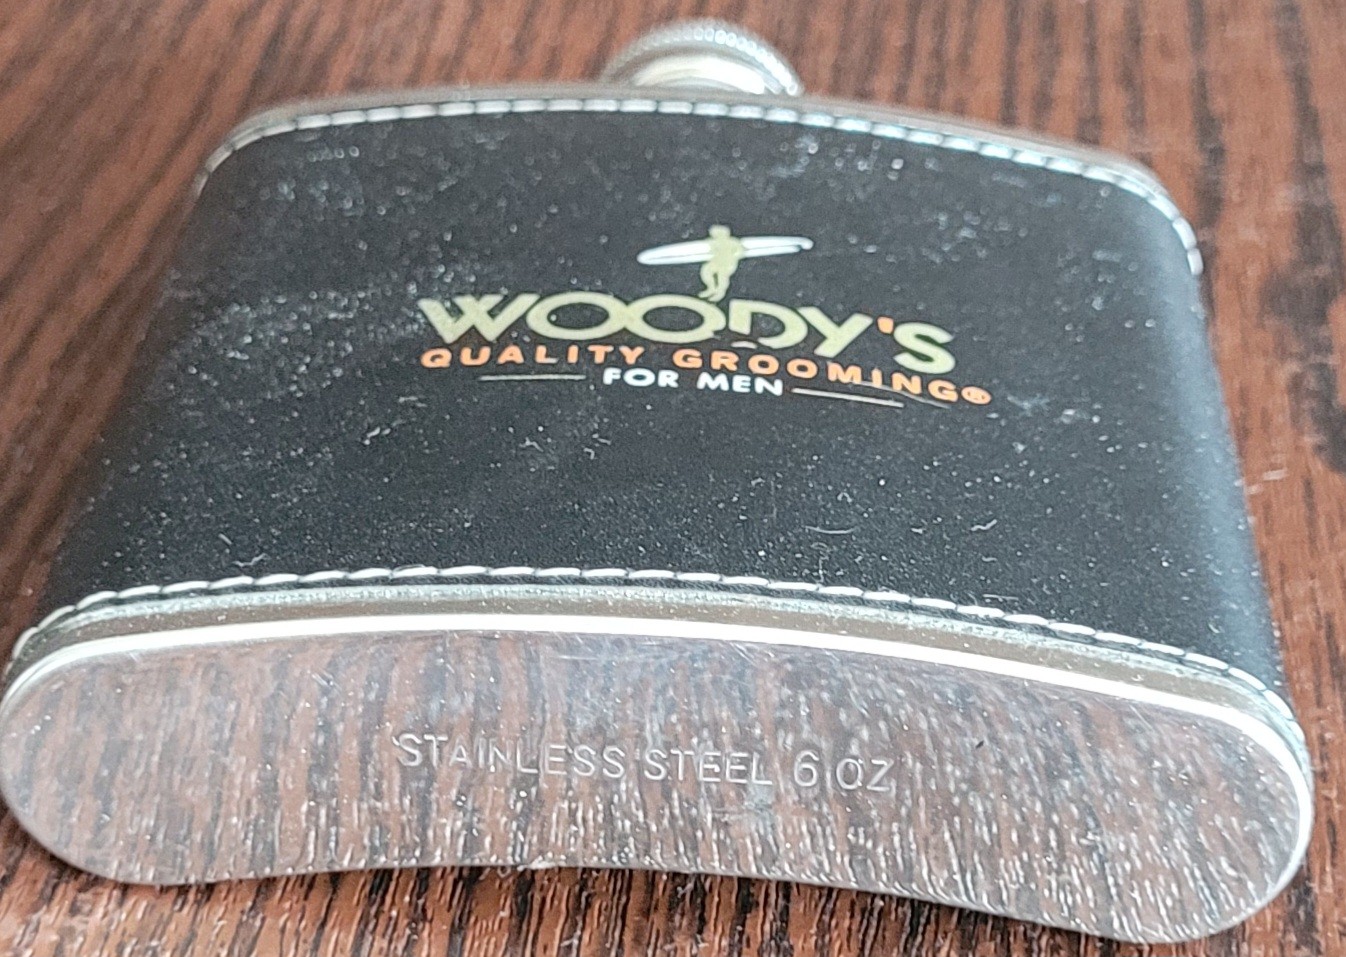 WOODY'S
QUALITY GROOMING®
FOR MEN
STAINLESS STEEL 6 OZ